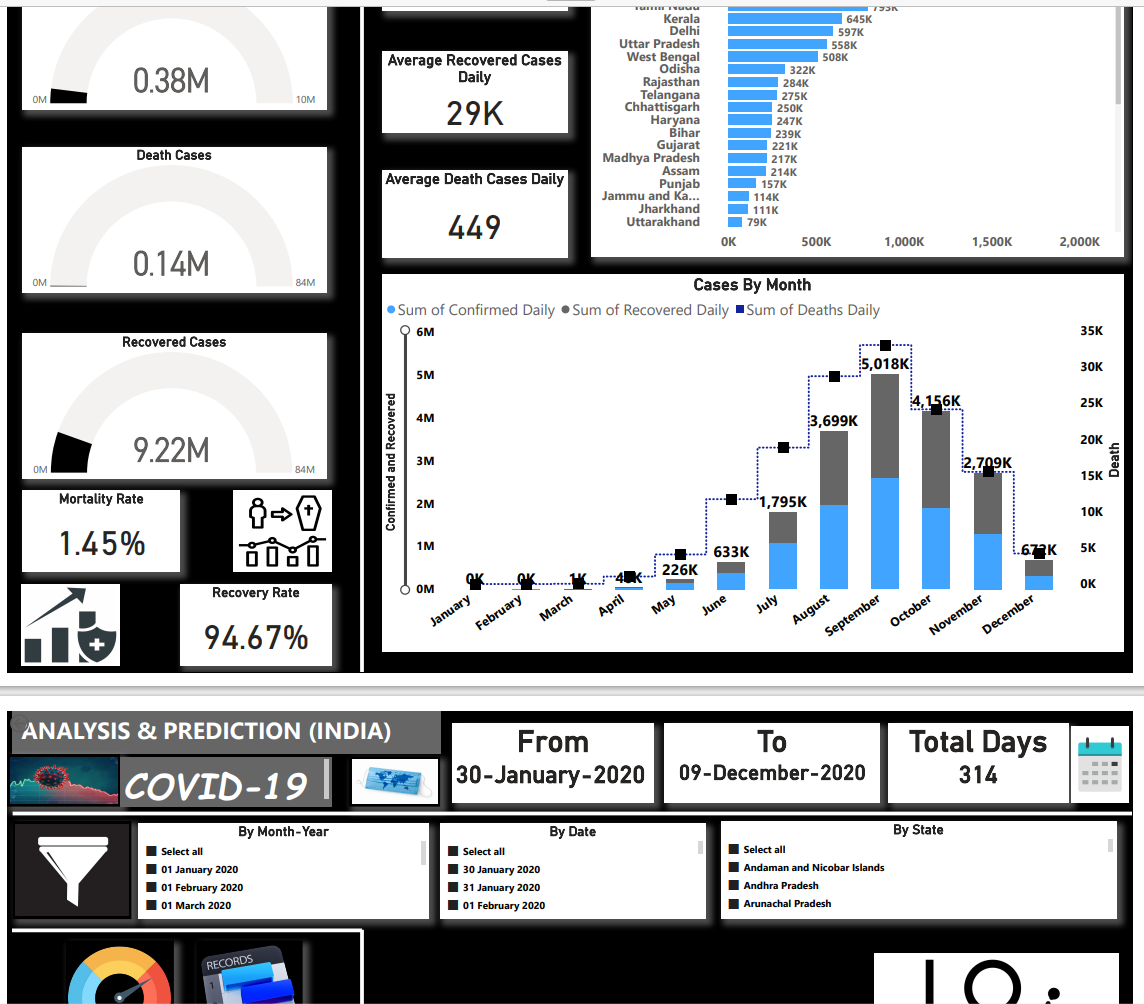 0.38M
0M
10M
Death Cases
0.14M
0M
84M
Recovered Cases
9.22M
0M
84M
Mortality Rate
1.45%
Recovery Rate
94.67%
Average Recovered Cases
Daily
29K
Average Death Cases Daily
449
Tamil Nadu 793K
Kerala 645K
Delhi 597K
Uttar Pradesh 558K
West Bengal 508K
Odisha 322K
Rajasthan 284K
Telangana 275K
Chhattisgarh 250K
Haryana 247K
Bihar 239K
Gujarat 221K
Madhya Pradesh 217K
Assam 214K
Punjab 157K
Jammu and Ka... 114K
Jharkhand 111K
Uttarakhand 79K
0K 500K 1,000K 1,500K 2,000K
Cases By Month
Sum of Confirmed Daily Sum of Recovered Daily Sum of Deaths Daily
Confirmed and Recovered
6M
5M
4M
3M
2M
1M
0M
0K 0K 1K 226K 633K 1,795K 3,699K 5,018K 4,156K 2,709K 673K
35K
30K
25K
20K
15K
10K
5K
0K
Death
January February March April May June July August September October November December
ANALYSIS & PREDICTION (INDIA)
COVID-19
From
30-January-2020
To
09-December-2020
Total Days
314
By Month-Year
Select all
01 January 2020
01 February 2020
01 March 2020
By Date
Select all
30 January 2020
31 January 2020
01 February 2020
By State
Select all
Andaman and Nicobar Islands
Andhra Pradesh
Arunachal Pradesh
RECORDS
1